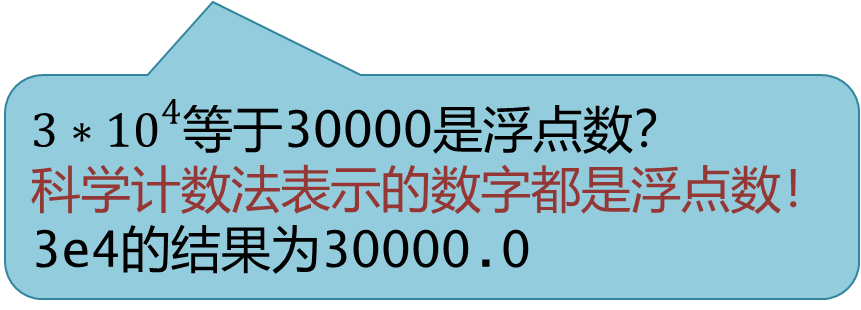 3 * 10⁴等于30000是浮点数?
科学计数法表示的数字都是浮点数!
3e4的结果为30000.0